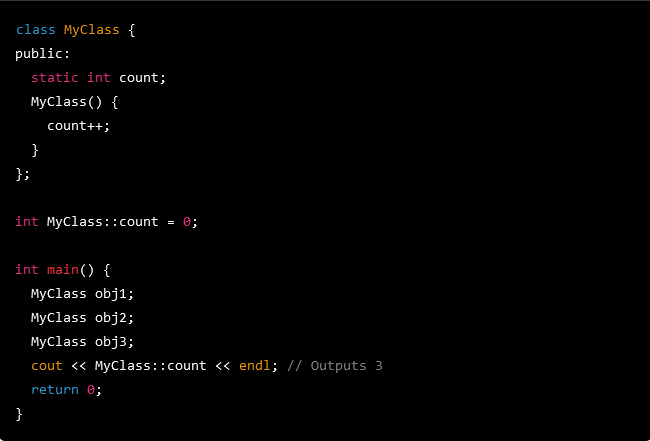 class MyClass {
public:
  static int count;
  MyClass() {
    count++;
  }
};

int MyClass::count = 0;

int main() {
  MyClass obj1;
  MyClass obj2;
  MyClass obj3;
  cout << MyClass::count << endl; // Outputs 3
  return 0;
}